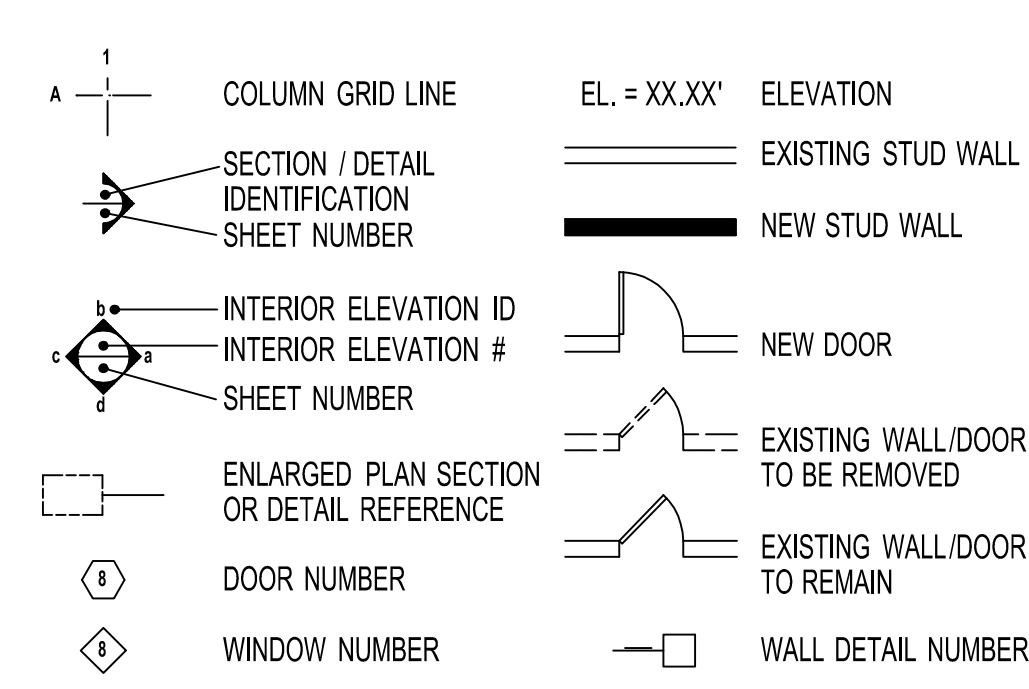 1
A
COLUMN GRID LINE
SECTION / DETAIL
IDENTIFICATION
SHEET NUMBER
b
c
a
d
INTERIOR ELEVATION ID
INTERIOR ELEVATION #
SHEET NUMBER
ENLARGED PLAN SECTION
OR DETAIL REFERENCE
8
DOOR NUMBER
8
WINDOW NUMBER
EL. = XX.XX'
ELEVATION
EXISTING STUD WALL
NEW STUD WALL
NEW DOOR
EXISTING WALL/DOOR
TO BE REMOVED
EXISTING WALL/DOOR
TO REMAIN
WALL DETAIL NUMBER